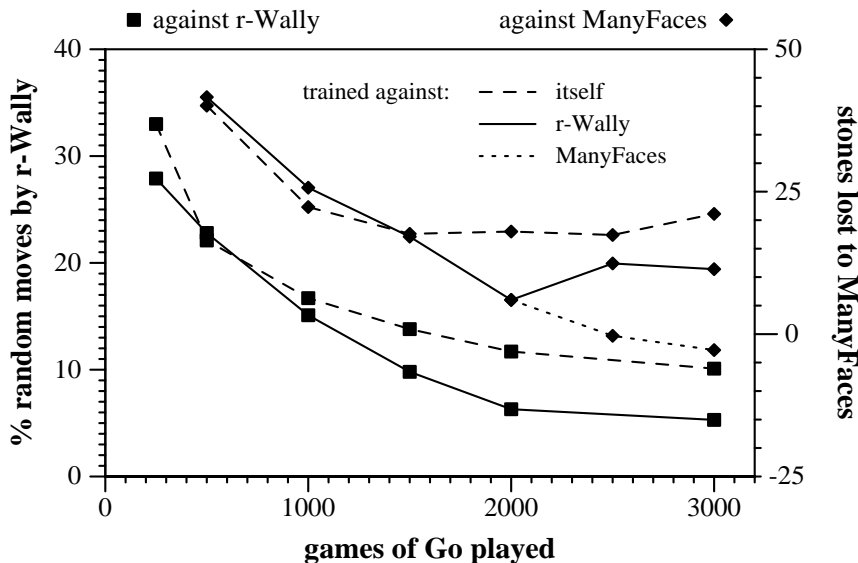 against r-Wally
against ManyFaces
40
30
20
10
0
% random moves by r-Wally
trained against:
itself
r-Wally
ManyFaces
50
25
0
-25
stones lost to ManyFaces
0
1000
2000
3000
games of Go played